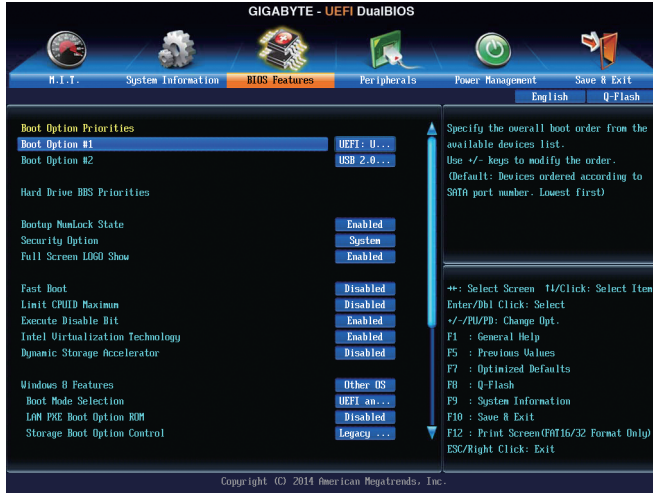 GIGABYTE - UEFI DualBIOS
M.I.T.
System Information
BIOS Features
Peripherals
Power Management
Save & Exit
English
Q-Flash
Boot Option Priorities
Boot Option #1 UEFI: U...
Boot Option #2 USB 2.0...
Hard Drive BBS Priorities
Bootup NumLock State Enabled
Security Option System
Full Screen LOGO Show Enabled
Fast Boot Disabled
Limit CPUID Maximum Disabled
Execute Disable Bit Enabled
Intel Virtualization Technology Enabled
Dynamic Storage Accelerator Disabled
Windows 8 Features Other OS
Boot Mode Selection UEFI an...
LAN PXE Boot Option ROM Disabled
Storage Boot Option Control Legacy ...
Specify the overall boot order from the
available devices list.
Use +/- keys to modify the order.
(Default: Devices ordered according to
SATA port number. Lowest first)
→←: Select Screen ↑↓/Click: Select Item
Enter/Dbl Click: Select
+/-/PU/PD: Change Opt.
F1 : General Help
F5 : Previous Values
F7 : Optimized Defaults
F8 : Q-Flash
F9 : System Information
F10 : Save & Exit
F12 : Print Screen(FAT16/32 Format Only)
ESC/Right Click: Exit
Copyright (C) 2014 American Megatrends, Inc.